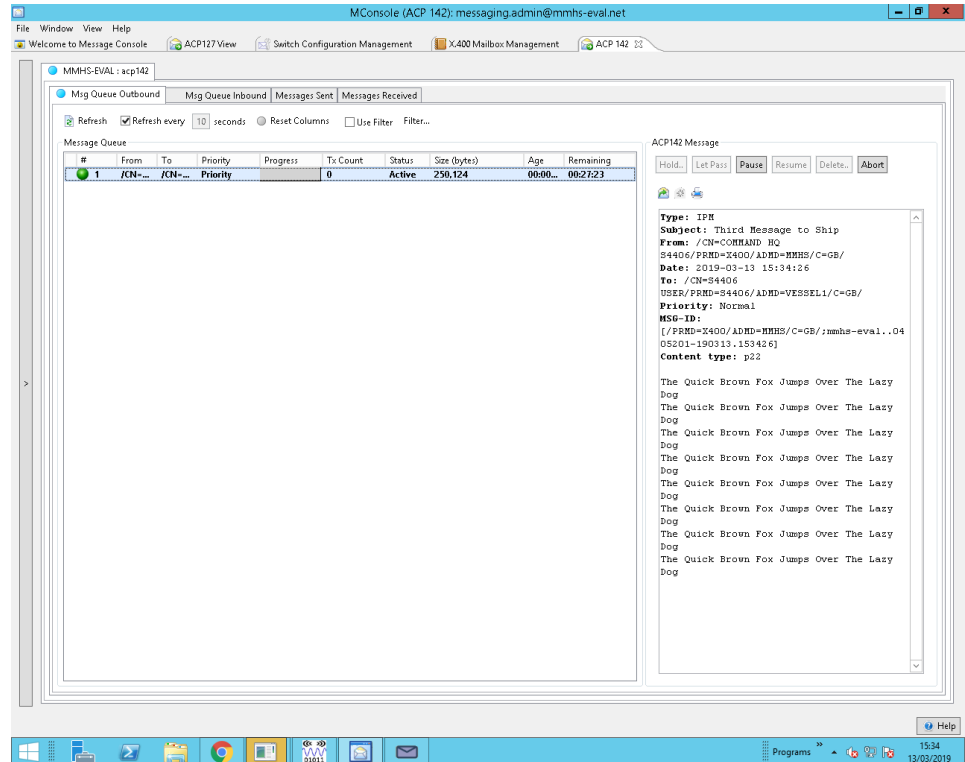 MConsole (ACP 142): messaging.admin@mmhs-eval.net
File Window View Help
Welcome to Message Console ACP127 View Switch Configuration Management X.400 Mailbox Management ACP 142
MMHS-EVAL : acp142
Msg Queue Outbound Msg Queue Inbound Messages Sent Messages Received
Refresh Refresh every 10 seconds Reset Columns Use Filter Filter...
Message Queue
# From To Priority Progress Tx Count Status Size (bytes) Age Remaining
1 /CN=... /CN=... Priority 0 Active 250,124 00:00... 00:27:23
ACP142 Message
Hold.. Let Pass Pause Resume Delete.. Abort
Type: IPM
Subject: Third Message to Ship
From: /CN=COMMAND HQ
S4406/PRMD=X400/ADMD=MMHS/C=GB/
Date: 2019-03-13 15:34:26
To: /CN=S4406
USER/PRMD=S4406/ADMD=VESSEL1/C=GB/
Priority: Normal
MSG-ID:
[/PRMD=X400/ADMD=MMHS/C=GB/;mmhs-eval..04
05201-190313.153426]
Content type: p22
The Quick Brown Fox Jumps Over The Lazy
Dog
The Quick Brown Fox Jumps Over The Lazy
Dog
The Quick Brown Fox Jumps Over The Lazy
Dog
The Quick Brown Fox Jumps Over The Lazy
Dog
The Quick Brown Fox Jumps Over The Lazy
Dog
The Quick Brown Fox Jumps Over The Lazy
Dog
The Quick Brown Fox Jumps Over The Lazy
Dog
The Quick Brown Fox Jumps Over The Lazy
Dog
>
Help
01011
Programs
15:34
13/03/2019